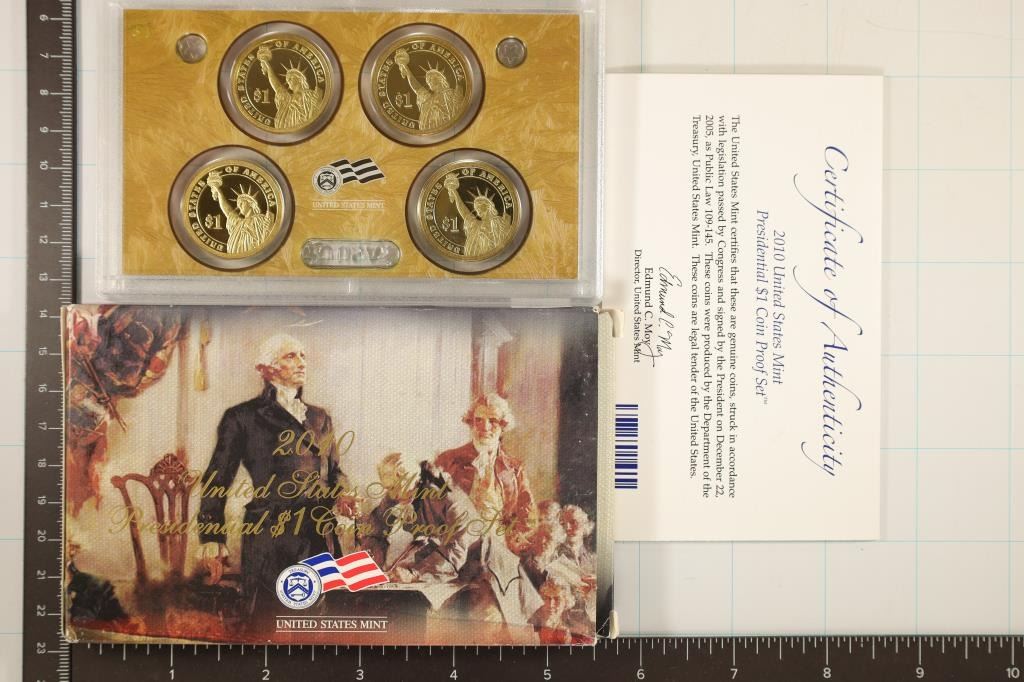 UNITED STATES OF AMERICA
$1
UNITED STATES OF AMERICA
$1
UNITED STATES OF AMERICA
$1
UNITED STATES OF AMERICA
$1
UNITED STATES MINT
2010
United States Mint
Presidential $1 Coin Proof Set
UNITED STATES MINT
Certificate of Authenticity
2010 United States Mint
Presidential $1 Coin Proof Set™
The United States Mint certifies that these are genuine coins, struck in accordance
with legislation passed by Congress and signed by the President on December 22,
2005, as Public Law 109-145. These coins were produced by the Department of the
Treasury, United States Mint. These coins are legal tender of the United States.
Edmund C. Moy
Edmund C. Moy
Director, United States Mint
6
7
8
9
10
11
12
13
14
15
16
17
18
19
20
21
22
23
1
2
3
4
5
6
7
8
9
10